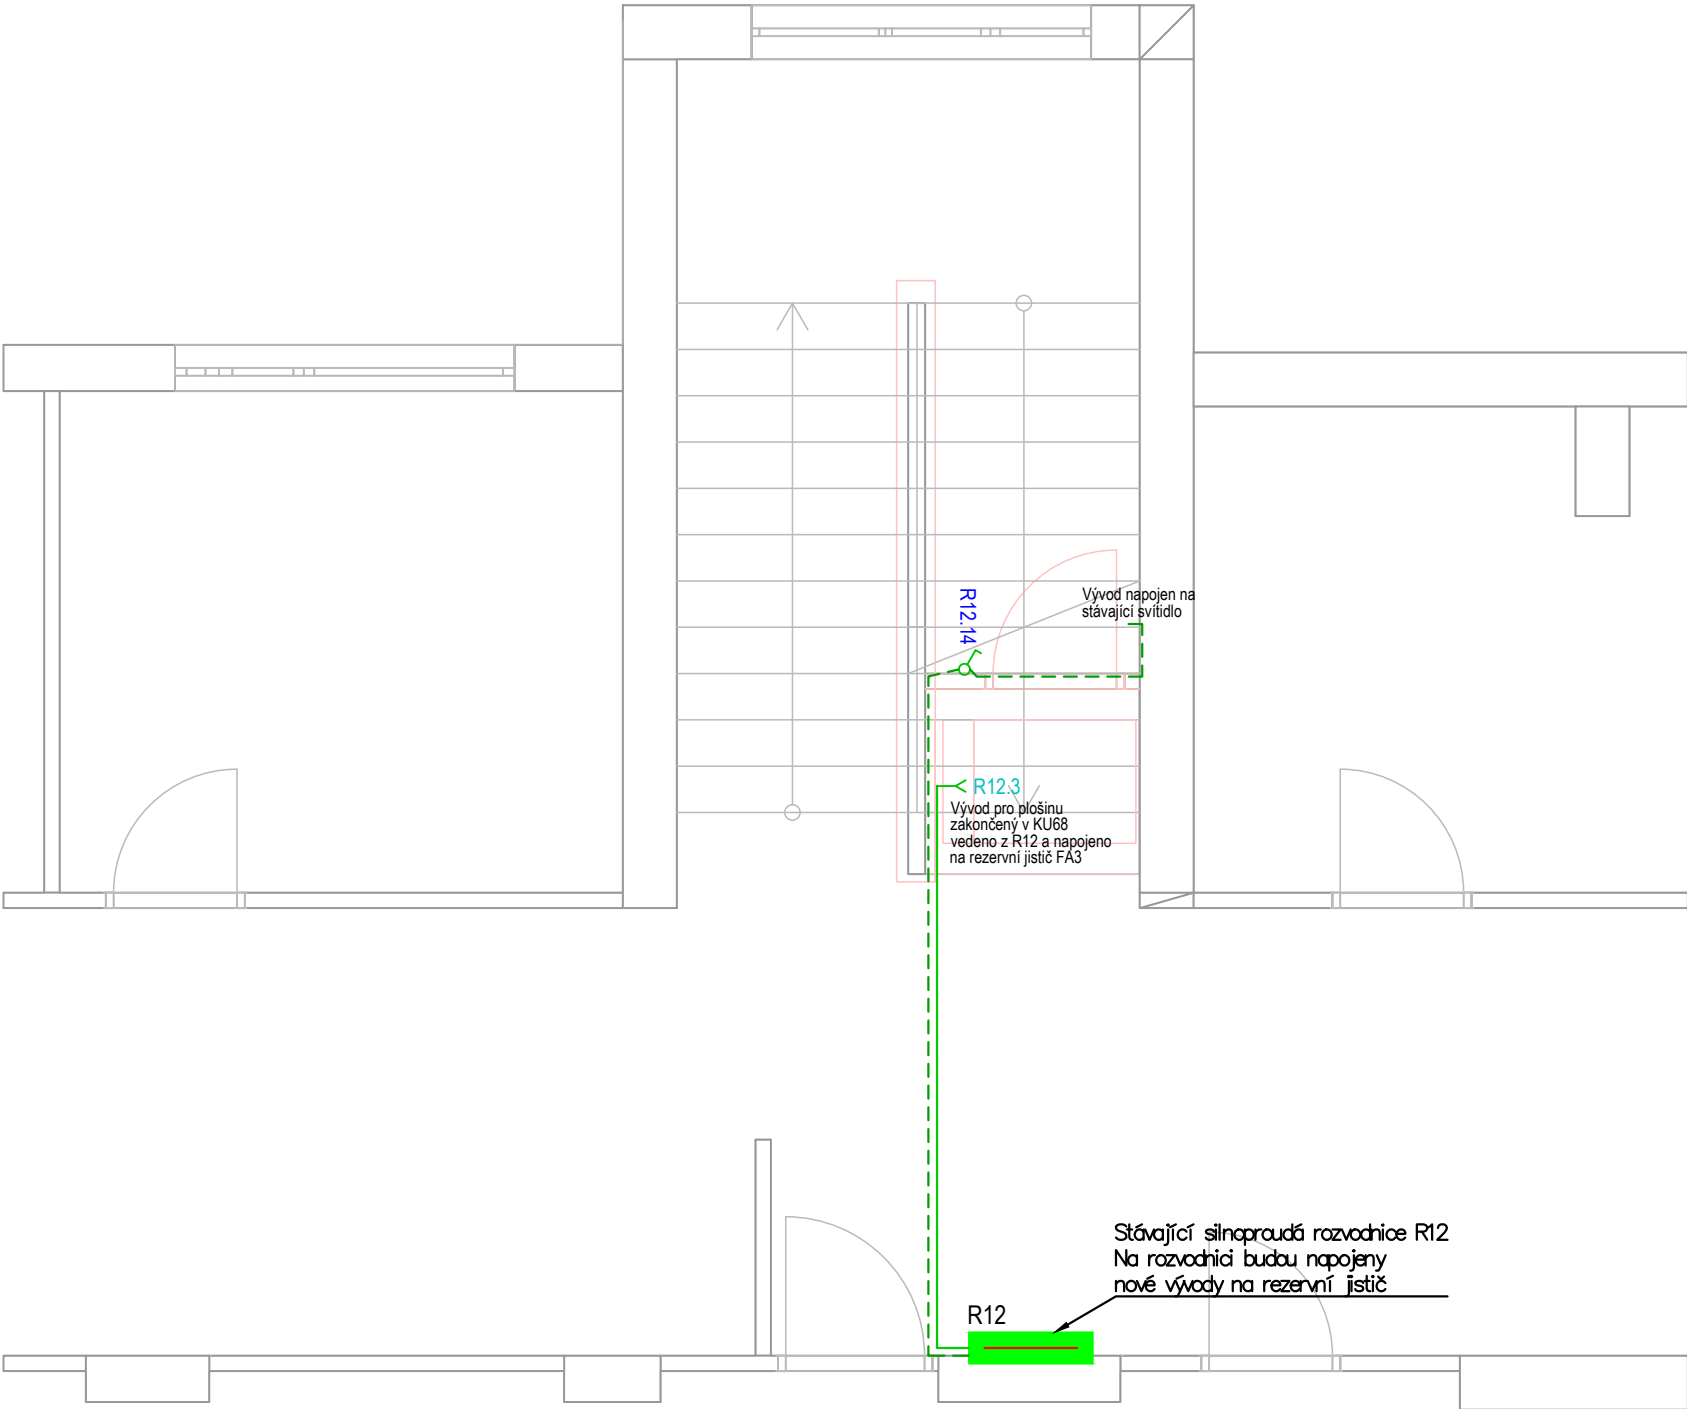 R12.14
Vývod napojen na
stávající svítidlo
R12.3
Vývod pro plošinu
zakončený v KU68
vedeno z R12 a napojeno
na rezervní jistič FA3
Stávající silnoproudá rozvodnice R12
Na rozvodnici budou napojeny
nové vývody na rezervní jistič
R12